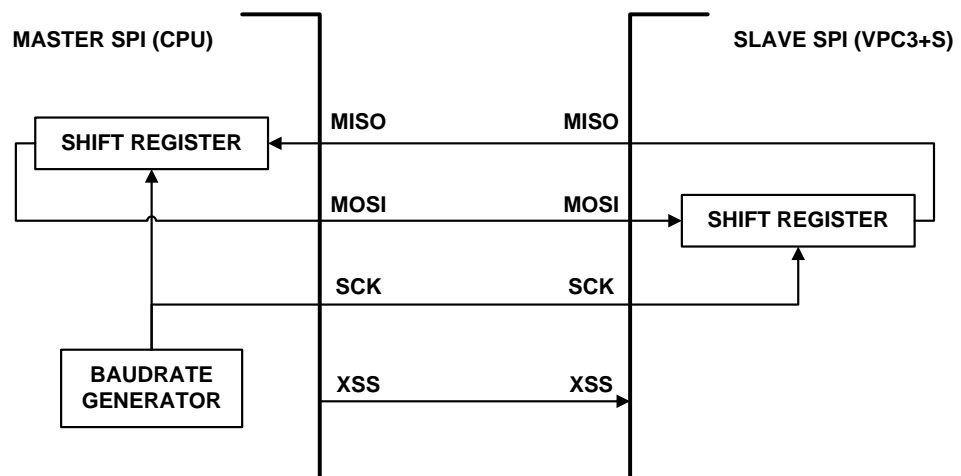 MASTER SPI (CPU)
SLAVE SPI (VPC3+S)
MISO
MISO
SHIFT REGISTER
MOSI
MOSI
SHIFT REGISTER
SCK
SCK
BAUDRATE
GENERATOR
XSS
XSS